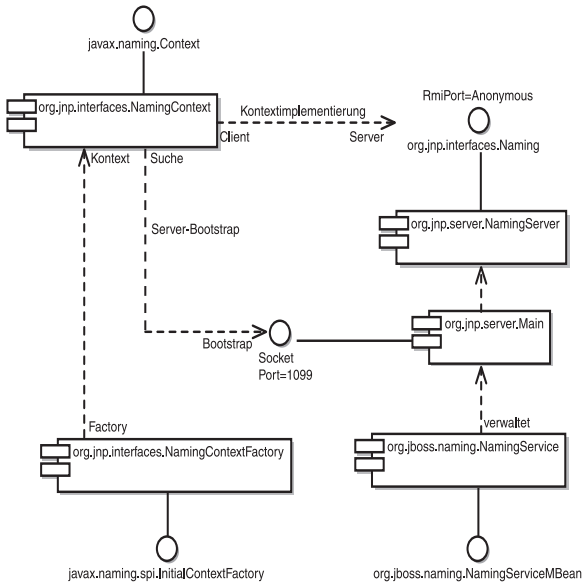 javax.naming.Context
org.jnp.interfaces.NamingContext
Kontextimplementierung
Client
Server
RmiPort=Anonymous
org.jnp.interfaces.Naming
Kontext
Suche
Server-Bootstrap
org.jnp.server.NamingServer
Bootstrap
Socket
Port=1099
org.jnp.server.Main
Factory
verwaltet
org.jnp.interfaces.NamingContextFactory
org.jboss.naming.NamingService
javax.naming.spi.InitialContextFactory
org.jboss.naming.NamingServiceMBean